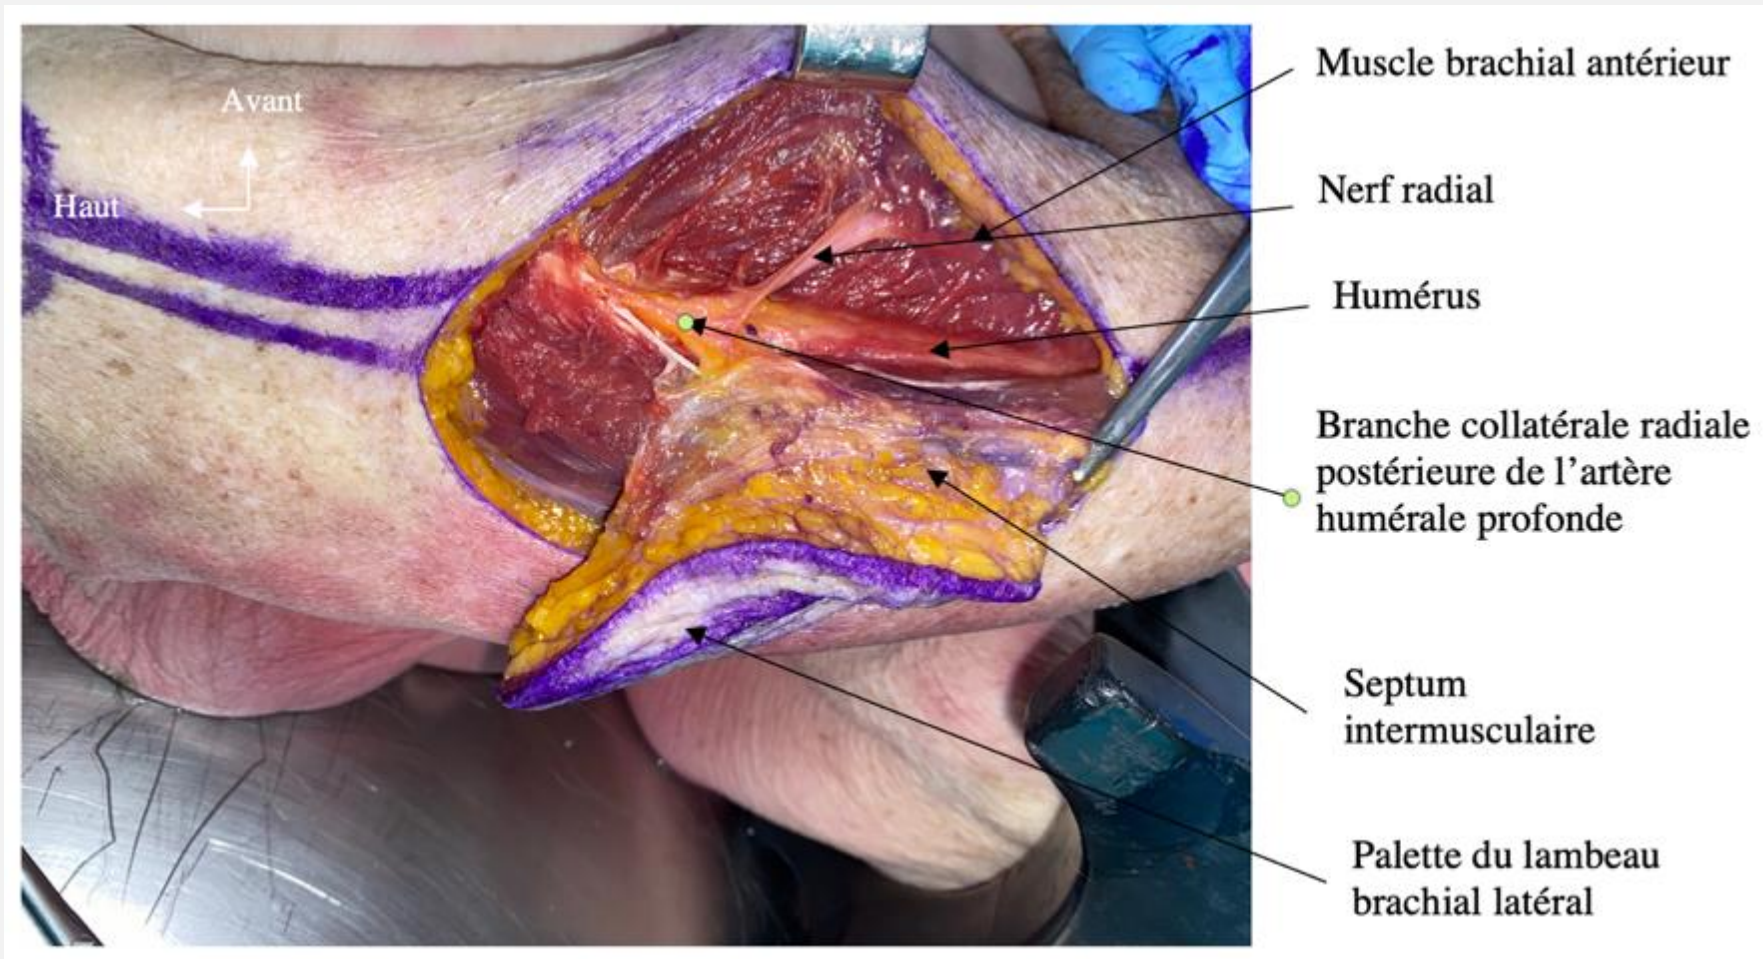 Avant
Haut
Muscle brachial antérieur
Nerf radial
Humérus
Branche collatérale radiale
postérieure de l’artère
humérale profonde
Septum
intermusculaire
Palette du lambeau
brachial latéral